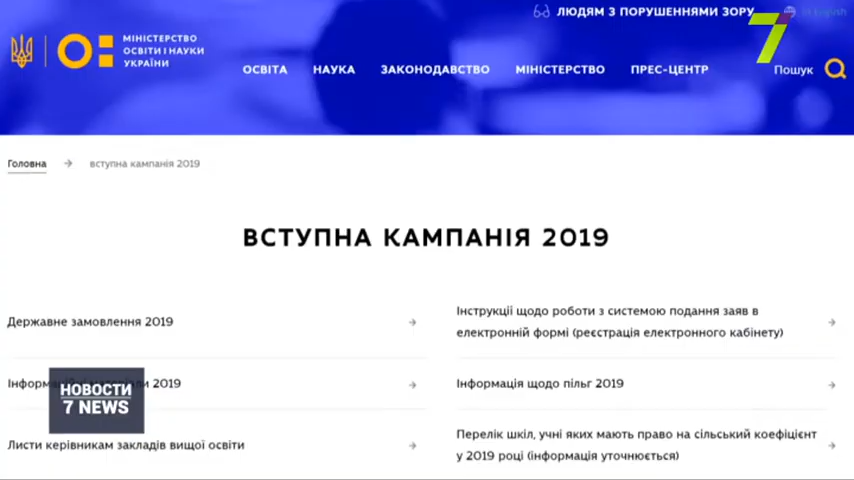 ЛЮДЯМ З ПОРУШЕННЯМИ ЗОРУ
7
МІНІСТЕРСТВО
ОСВІТИ І НАУКИ
УКРАЇНИ
ОСВІТА НАУКА ЗАКОНОДАВСТВО МІНІСТЕРСТВО ПРЕС-ЦЕНТР Пошук
Головна → вступна кампанія 2019
ВСТУПНА КАМПАНІЯ 2019
Державне замовлення 2019
Інструкції щодо роботи з системою подання заяв в
електронній формі (реєстрація електронного кабінету)
2019
Інформація щодо пільг 2019
НОВОСТИ
7 NEWS
Листи керівникам закладів вищої освіти
Перелік шкіл, учні яких мають право на сільський коефіцієнт
у 2019 році (інформація уточнюється)